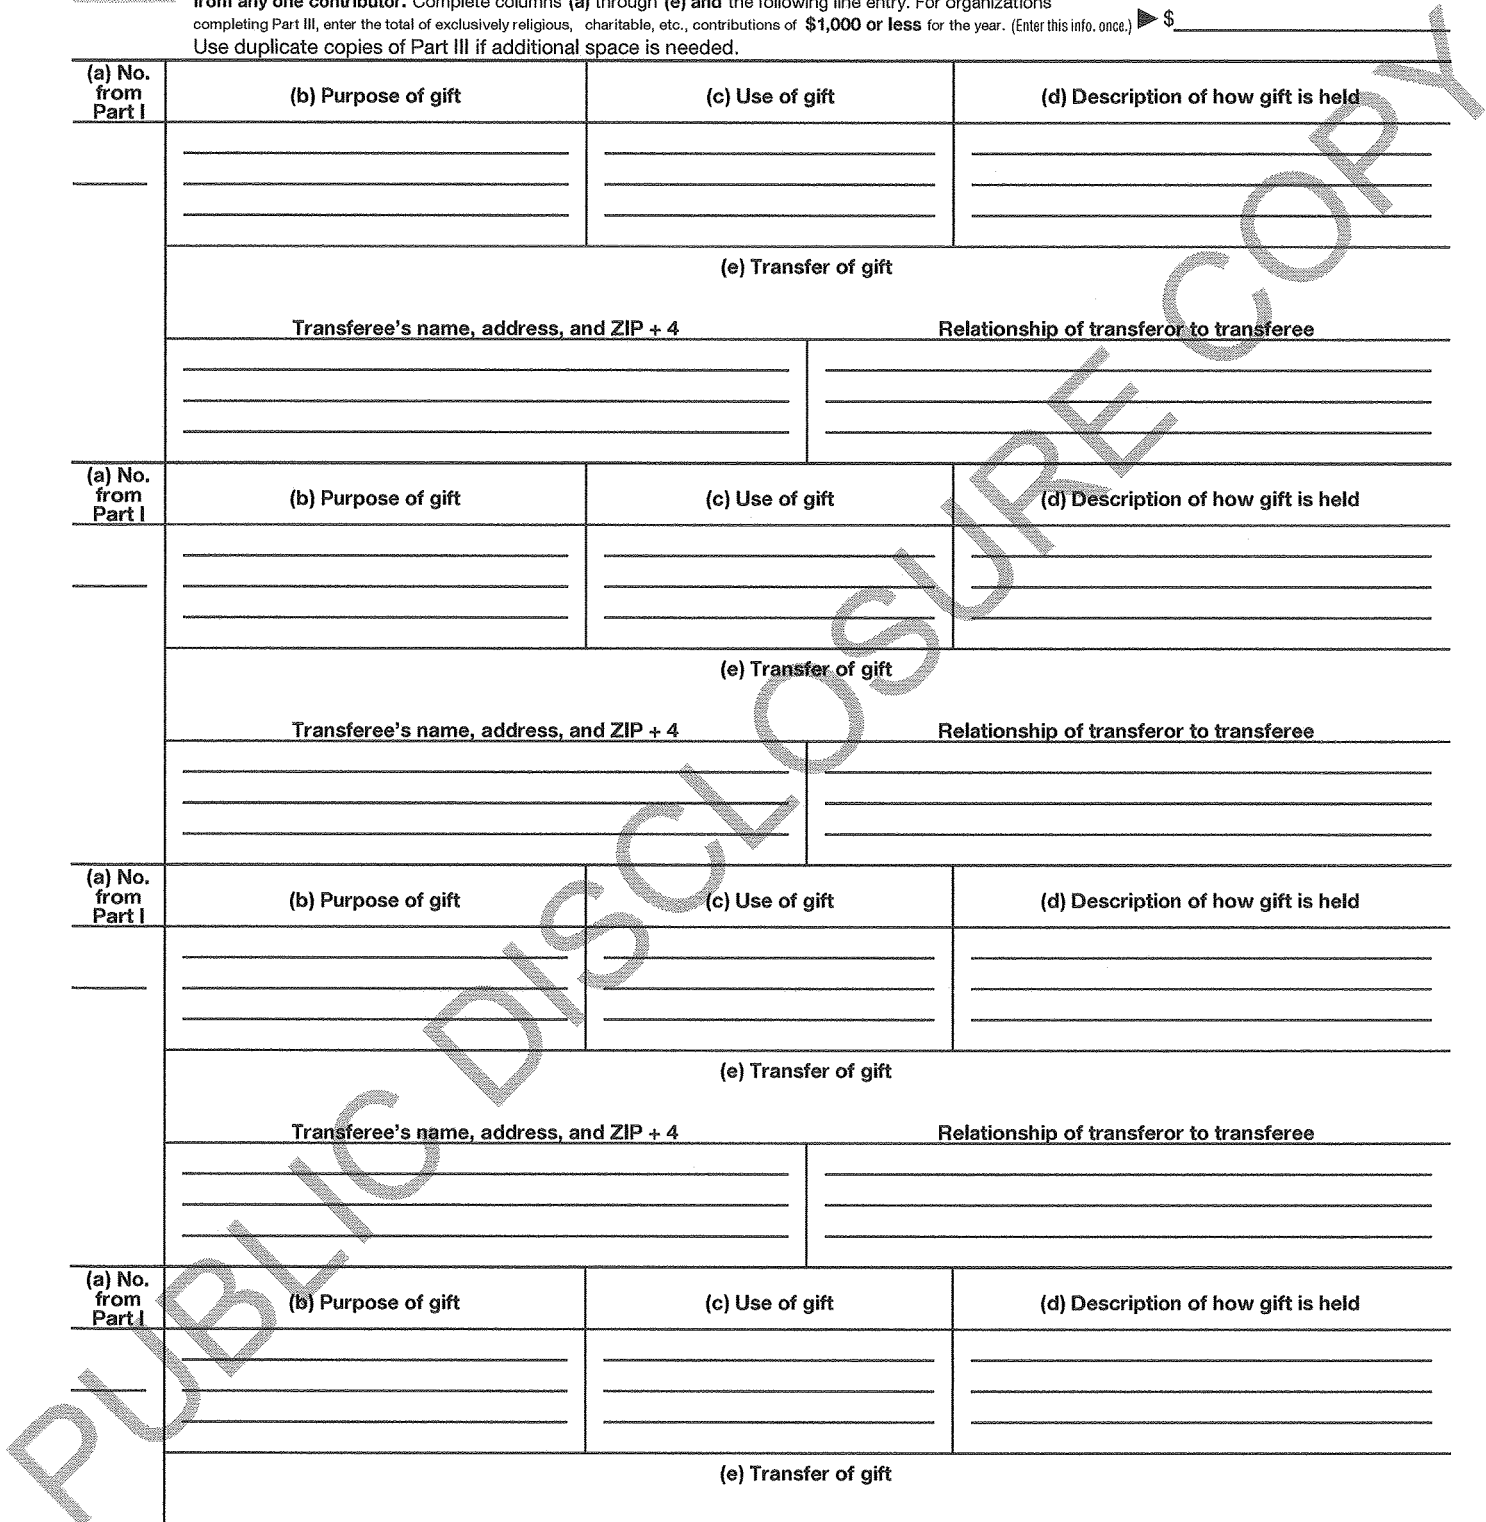 from any one contributor. Complete columns (a) through (e) and the following line entry. For organizations
completing Part III, enter the total of exclusively religious, charitable, etc., contributions of $1,000 or less for the year. (Enter this info. once.) ▶ $
Use duplicate copies of Part III if additional space is needed.
(a) No.
from
Part I
(b) Purpose of gift
(c) Use of gift
(d) Description of how gift is held
(e) Transfer of gift
Transferee's name, address, and ZIP + 4
Relationship of transferor to transferee
(a) No.
from
Part I
(b) Purpose of gift
(c) Use of gift
(d) Description of how gift is held
(e) Transfer of gift
Transferee's name, address, and ZIP + 4
Relationship of transferor to transferee
(a) No.
from
Part I
(b) Purpose of gift
(c) Use of gift
(d) Description of how gift is held
(e) Transfer of gift
Transferee's name, address, and ZIP + 4
Relationship of transferor to transferee
(a) No.
from
Part I
(b) Purpose of gift
(c) Use of gift
(d) Description of how gift is held
(e) Transfer of gift
PUBLIC DISCLOSURE COPY